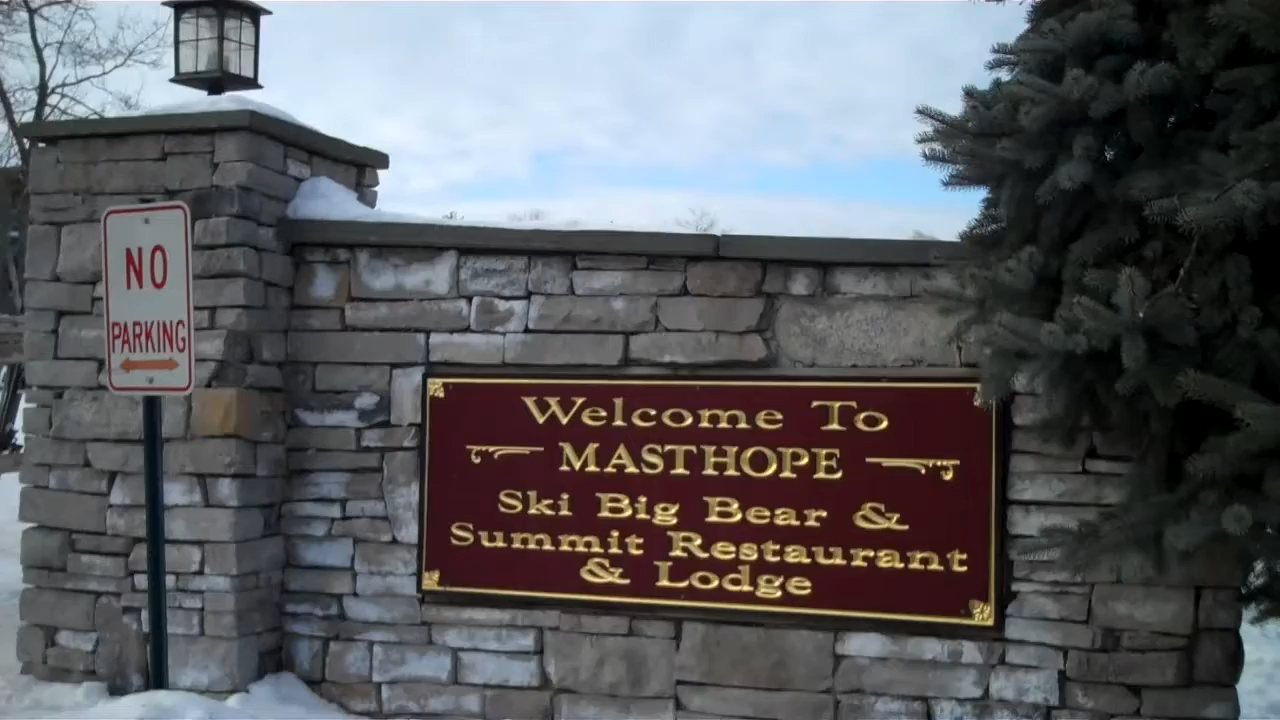 NO
PARKING
Welcome To
MASTHOPE
Ski Big Bear &
Summit Restaurant
& Lodge